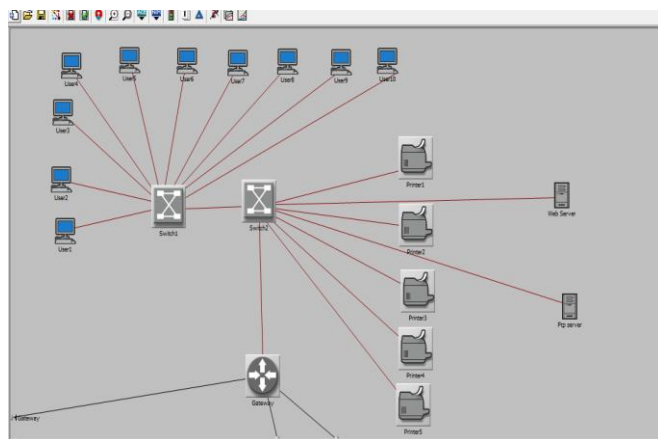 User4
User5
User6
User7
User8
User9
User10
User3
User2
User1
Switch1
Switch2
Printer1
Printer2
Printer3
Printer4
Printer5
Web Server
Ftp server
Gateway
Gateway